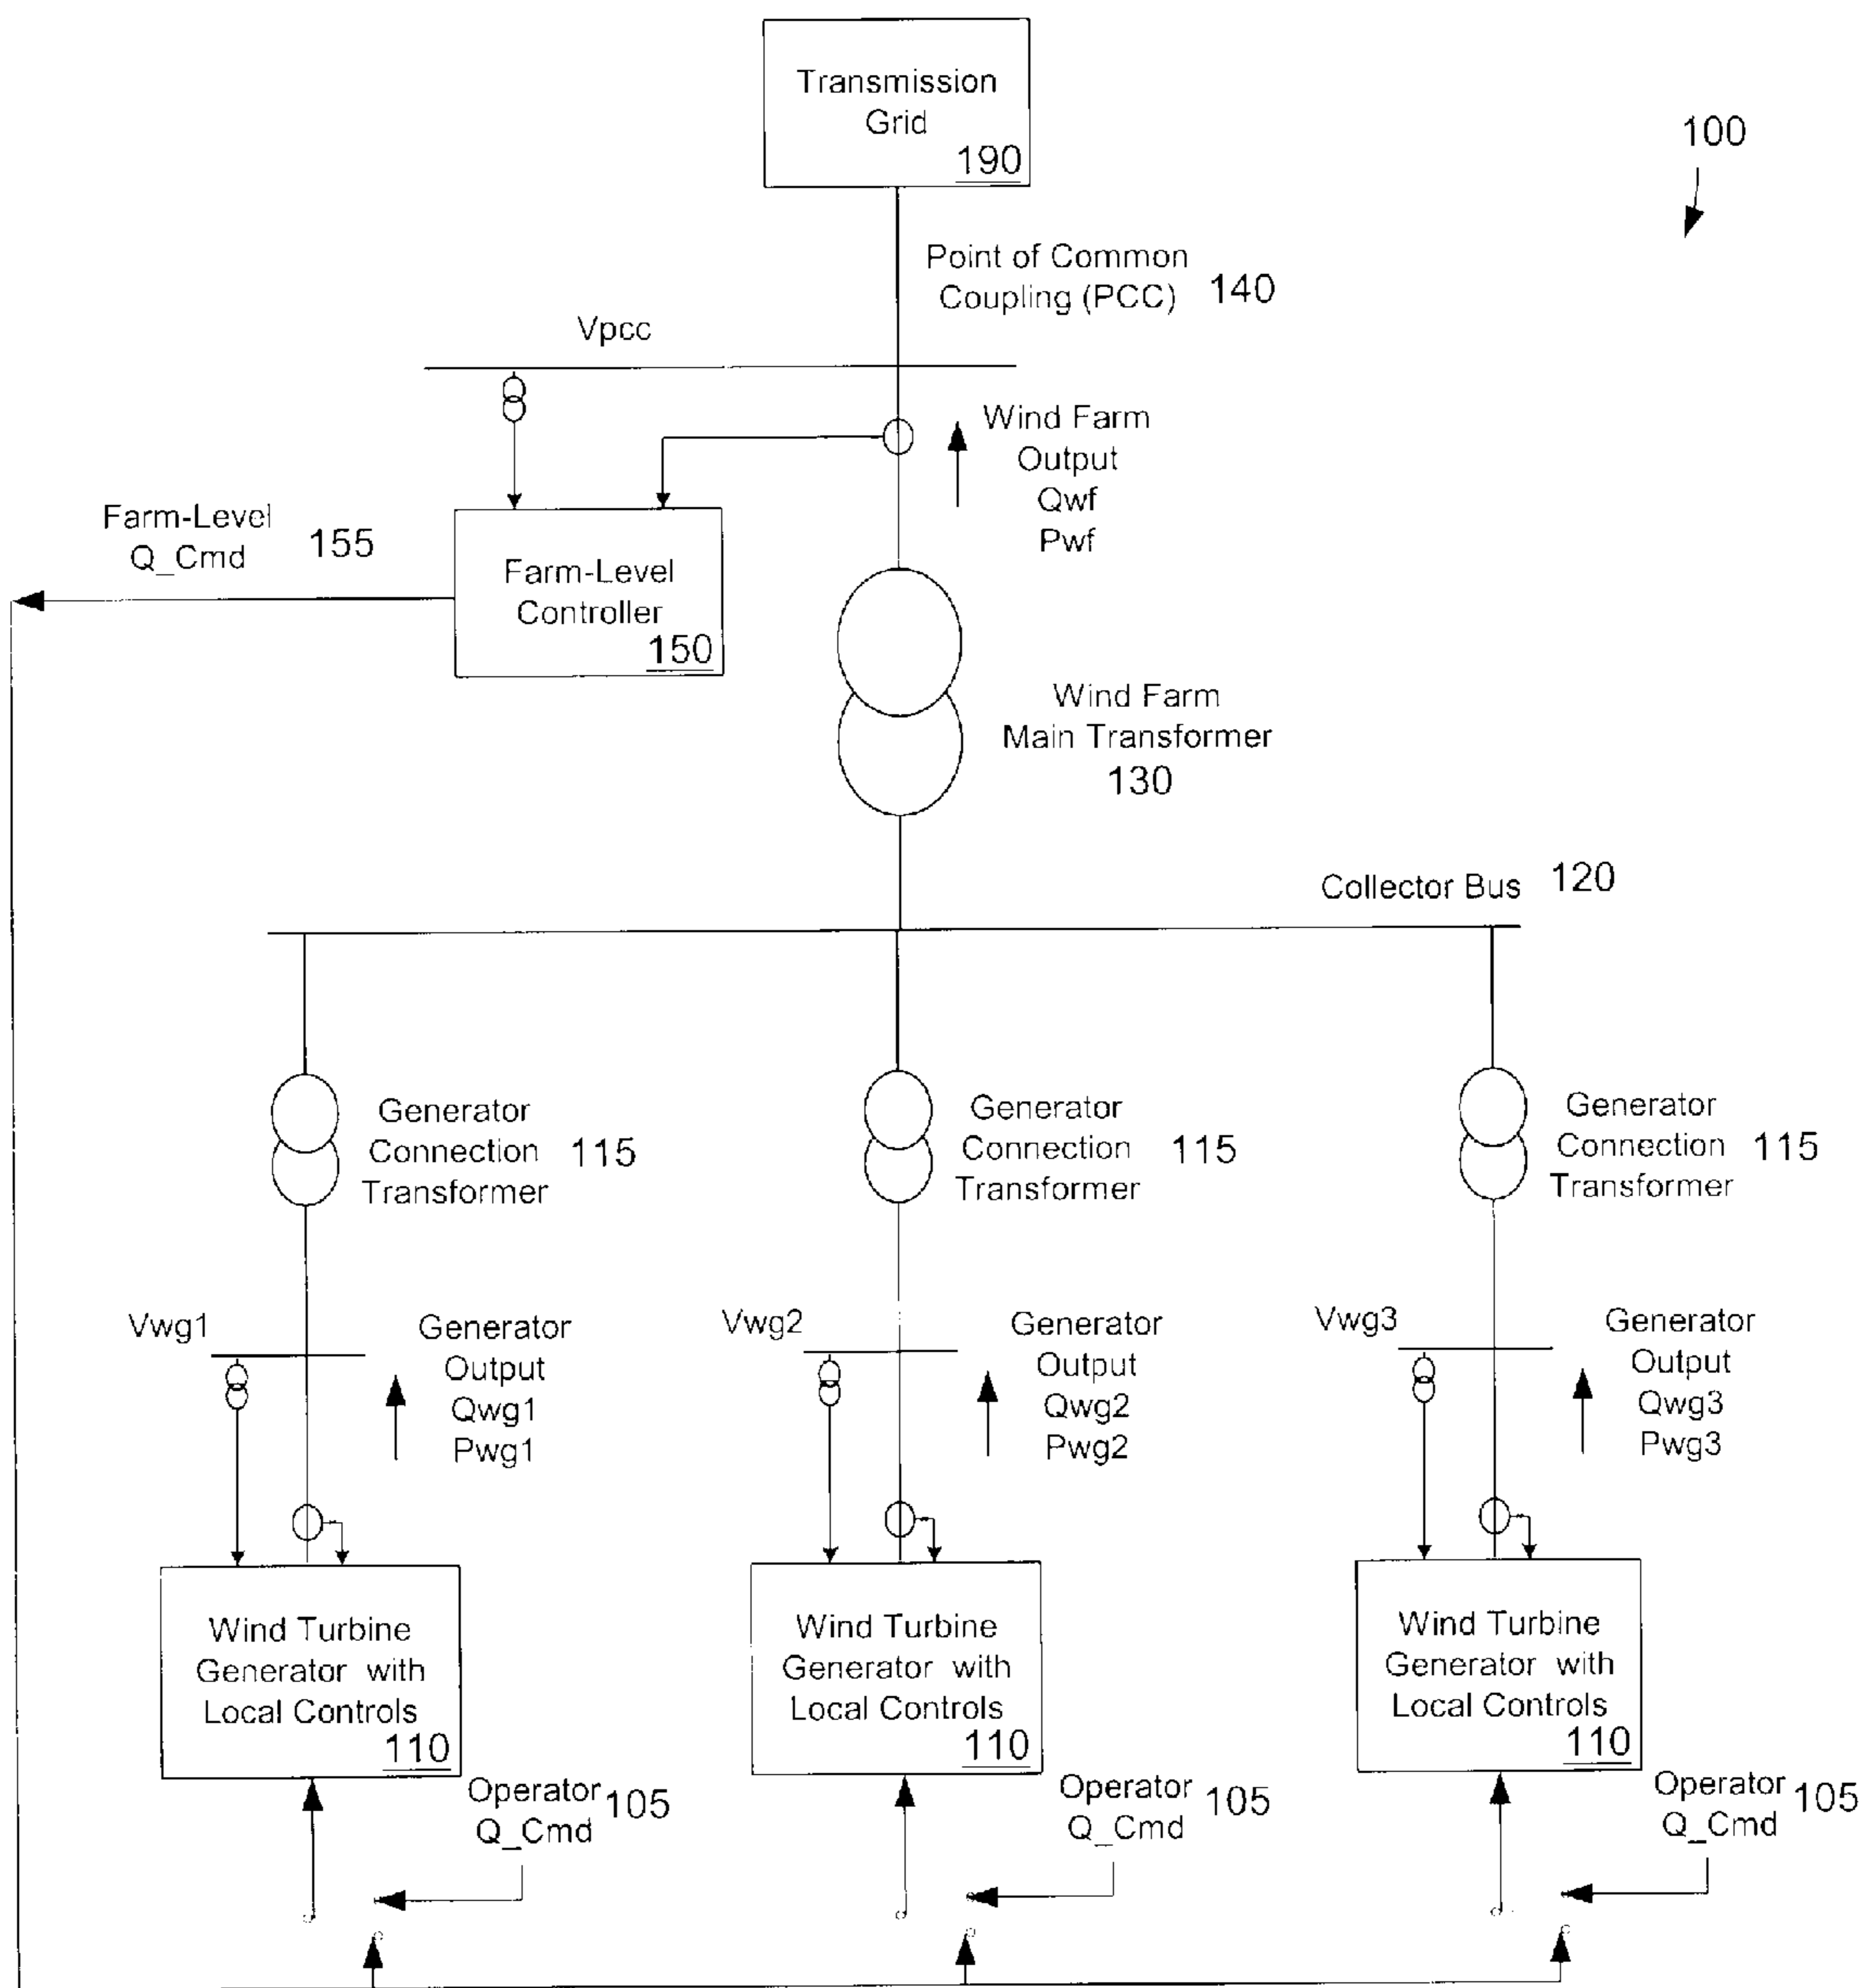 Transmission
Grid
190
100
Point of Common
Coupling (PCC) 140
Vpcc
Wind Farm
Output
Qwf
Pwf
Farm-Level
Q_Cmd 155
Farm-Level
Controller
150
Wind Farm
Main Transformer
130
Collector Bus 120
Generator
Connection 115
Transformer
Generator
Connection 115
Transformer
Generator
Connection 115
Transformer
Vwg1
Generator
Output
Qwg1
Pwg1
Vwg2
Generator
Output
Qwg2
Pwg2
Vwg3
Generator
Output
Qwg3
Pwg3
Wind Turbine
Generator with
Local Controls
110
Wind Turbine
Generator with
Local Controls
110
Wind Turbine
Generator with
Local Controls
110
Operator 105
Q_Cmd
Operator 105
Q_Cmd
Operator 105
Q_Cmd